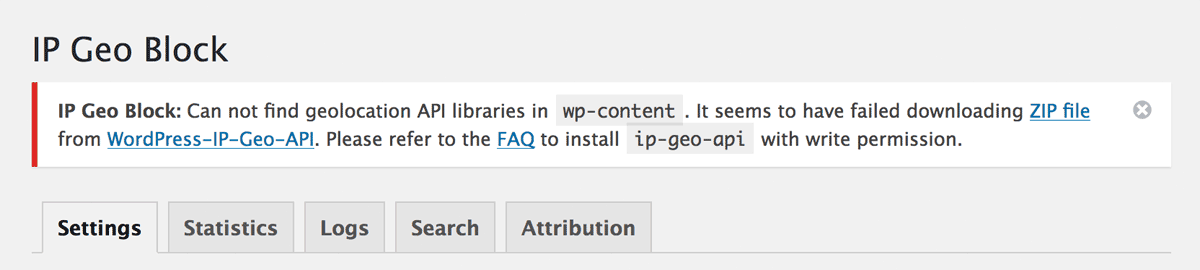 IP Geo Block
IP Geo Block: Can not find geolocation API libraries in wp-content . It seems to have failed downloading ZIP file
from WordPress-IP-Geo-API. Please refer to the FAQ to install ip-geo-api with write permission.
Settings Statistics Logs Search Attribution